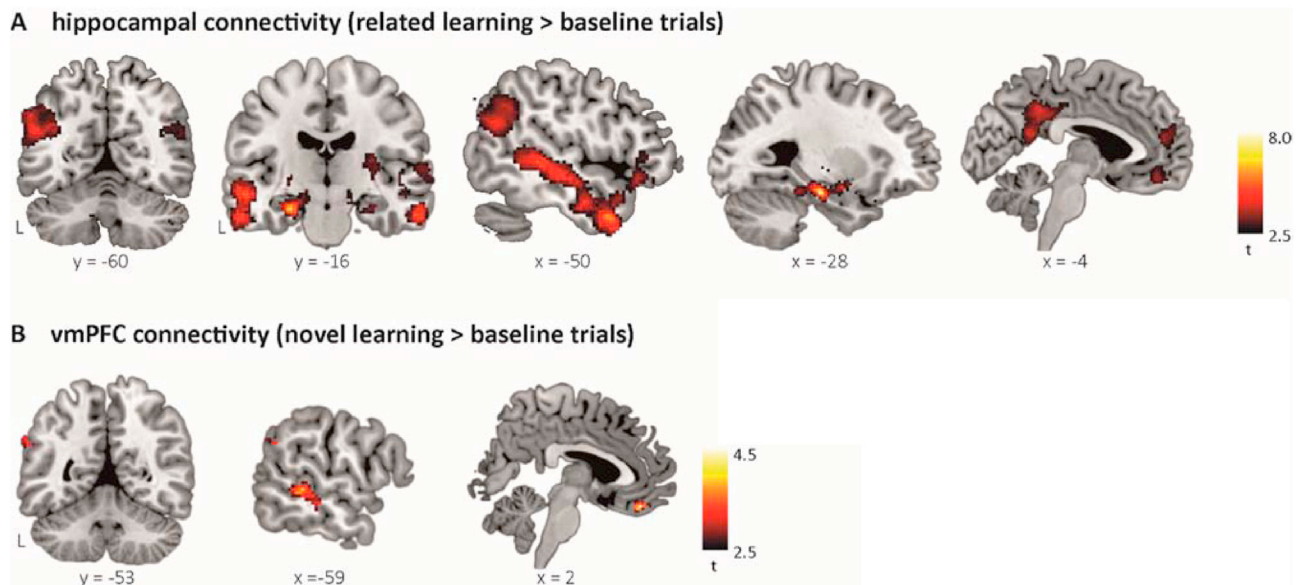 A hippocampal connectivity (related learning > baseline trials)
L
L
y = -60
y = -16
x = -50
x = -28
x = -4
8.0
2.5
t
B vmPFC connectivity (novel learning > baseline trials)
L
y = -53
x =-59
x = 2
4.5
2.5
t